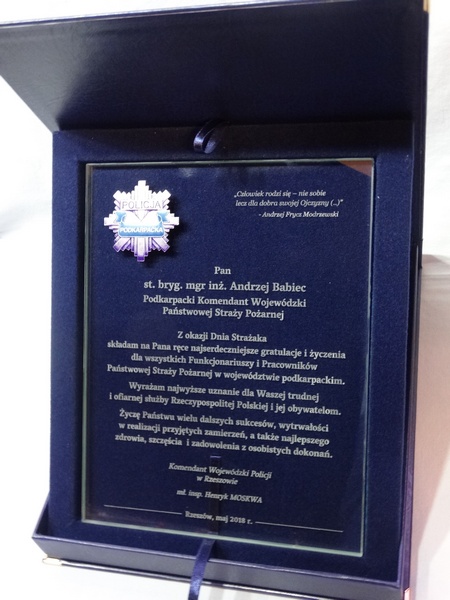 POLICJA
PODKARPACKA
„Człowiek rodzi się – nie sobie
lecz dla dobra swojej Ojczyzny (...)”
- Andrzej Frycz Modrzewski
Pan
st. bryg. mgr inż. Andrzej Babiec
Podkarpacki Komendant Wojewódzki
Państwowej Straży Pożarnej
Z okazji Dnia Strażaka
składam na Pana ręce najserdeczniejsze gratulacje i życzenia
dla wszystkich Funkcjonariuszy i Pracowników
Państwowej Straży Pożarnej w województwie podkarpackim.
Wyrażam najwyższe uznanie dla Waszej trudnej
i ofiarnej służby Rzeczypospolitej Polskiej i jej obywatelom.
Życzę Państwu wielu dalszych sukcesów, wytrwałości
w realizacji przyjętych zamierzeń, a także najlepszego
zdrowia, szczęścia i zadowolenia z osobistych dokonań.
Komendant Wojewódzki Policji
w Rzeszowie
mł. insp. Henryk MOSKWA
Rzeszów, maj 2018 r.